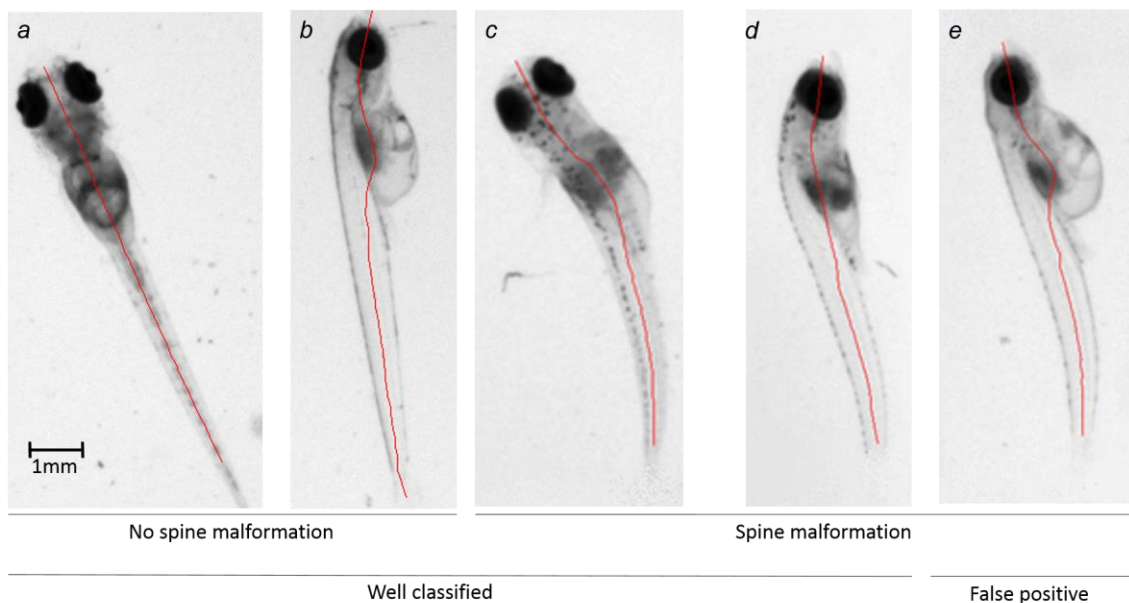 a b c d e
1mm
No spine malformation Spine malformation
Well classified False positive